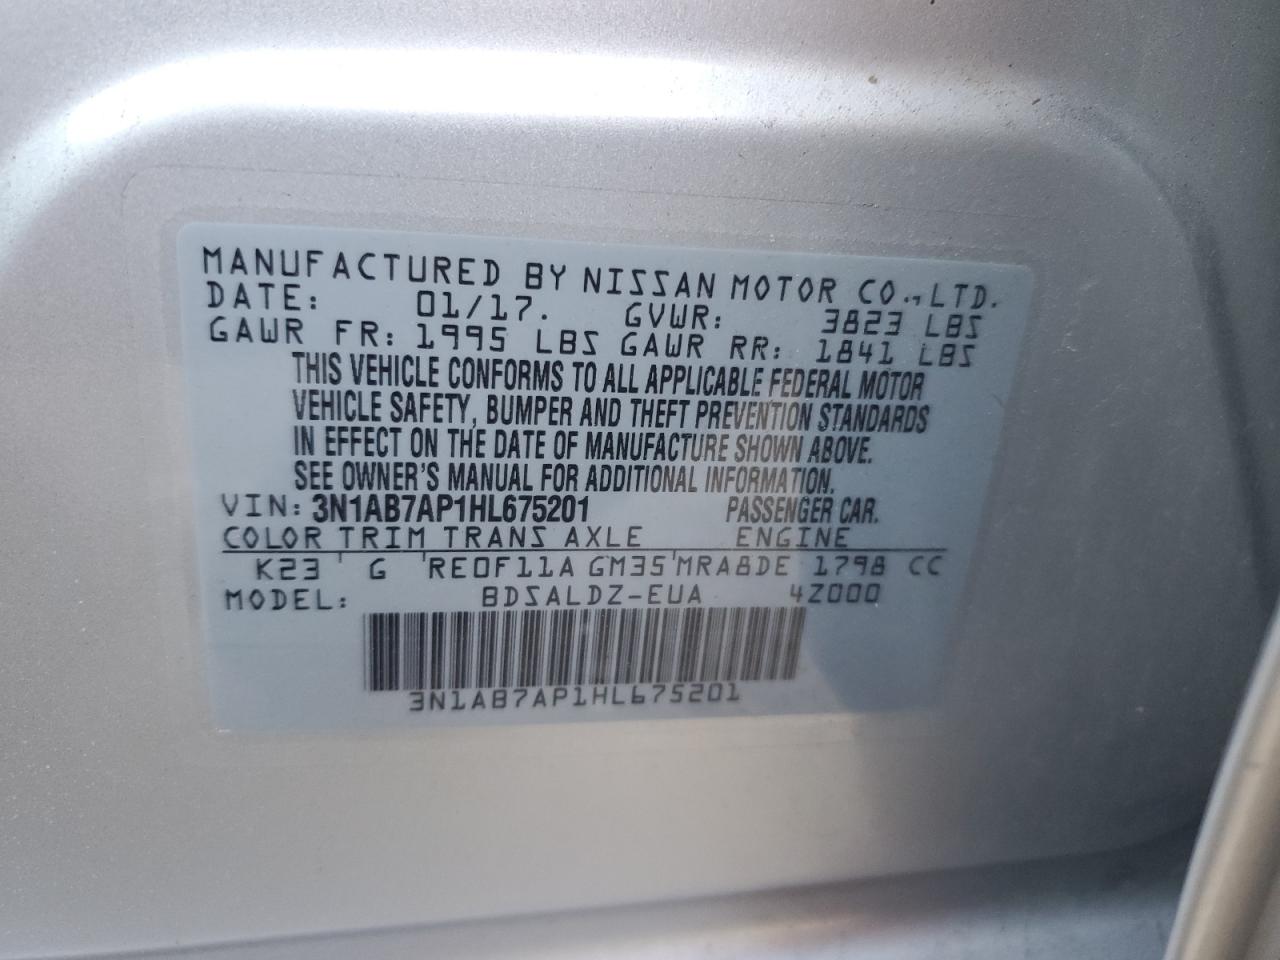 MANUFACTURED BY NISSAN MOTOR CO., LTD.
DATE: 01/17. GVWR: 3823 LBS
GAWR FR: 1995 LBS GAWR RR: 1841 LBS
THIS VEHICLE CONFORMS TO ALL APPLICABLE FEDERAL MOTOR
VEHICLE SAFETY, BUMPER AND THEFT PREVENTION STANDARDS
IN EFFECT ON THE DATE OF MANUFACTURE SHOWN ABOVE.
SEE OWNER'S MANUAL FOR ADDITIONAL INFORMATION.
VIN: 3N1AB7AP1HL675201 PASSENGER CAR.
COLOR TRIM TRANS AXLE ENGINE
K23 ' G 'RE0F11A GM35'MRA8DE 1798 CC
MODEL: BDSALDZ-EUA 4Z000
3N1AB7AP1HL675201